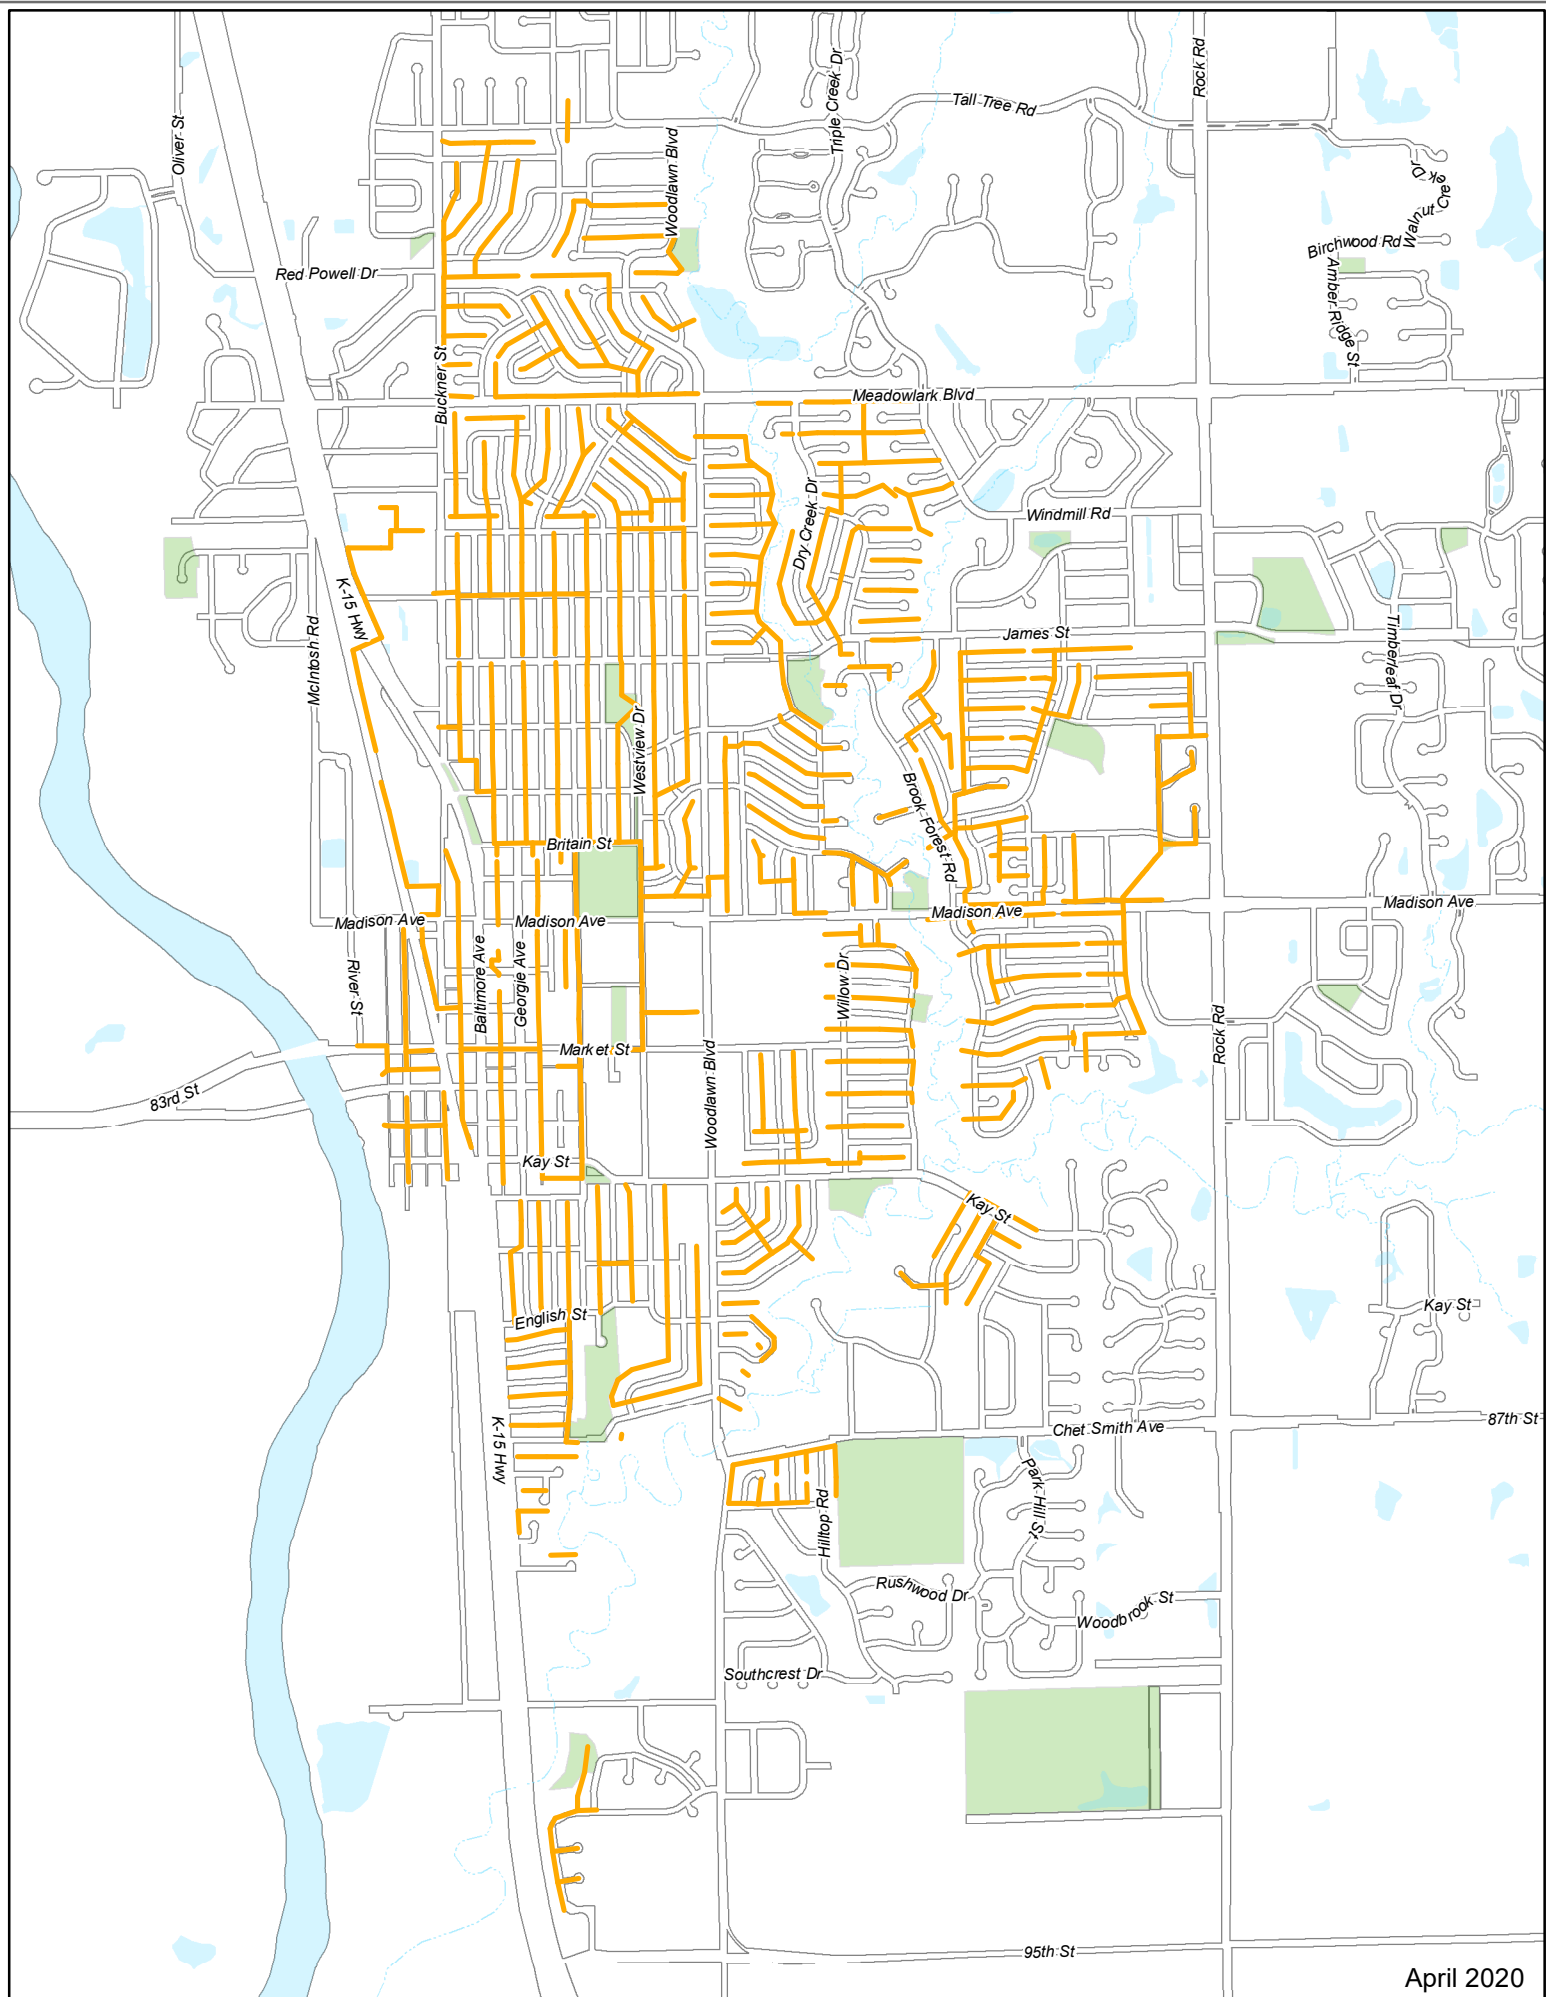 Rock Rd
Triple Creek Dr
Tall Tree Rd
Oliver St
Woodlawn Blvd
Walnut Creek Dr
Birchwood Rd
Red Powell Dr
Amber Ridge St
Buckner St
Meadowlark Blvd
Dry Creek Dr
Windmill Rd
K-15 HWY
James St
McIntosh Rd
Timberleaf Dr
Westview Dr
Brook Forest Rd
Britain St
Madison Ave
Madison Ave
Madison Ave
Madison Ave
Baltimore Ave
Georgie Ave
River St
Willow Dr
Rock Rd
Market St
Woodlawn Blvd
83rd St
Kay St
Kay St
Kay St
English St
87th St
Chet Smith Ave
K-15 Hwy
Park Hill St
Hilltop Rd
Rushwood Dr
Woodbrook St
Southcrest Dr
95th St
April 2020